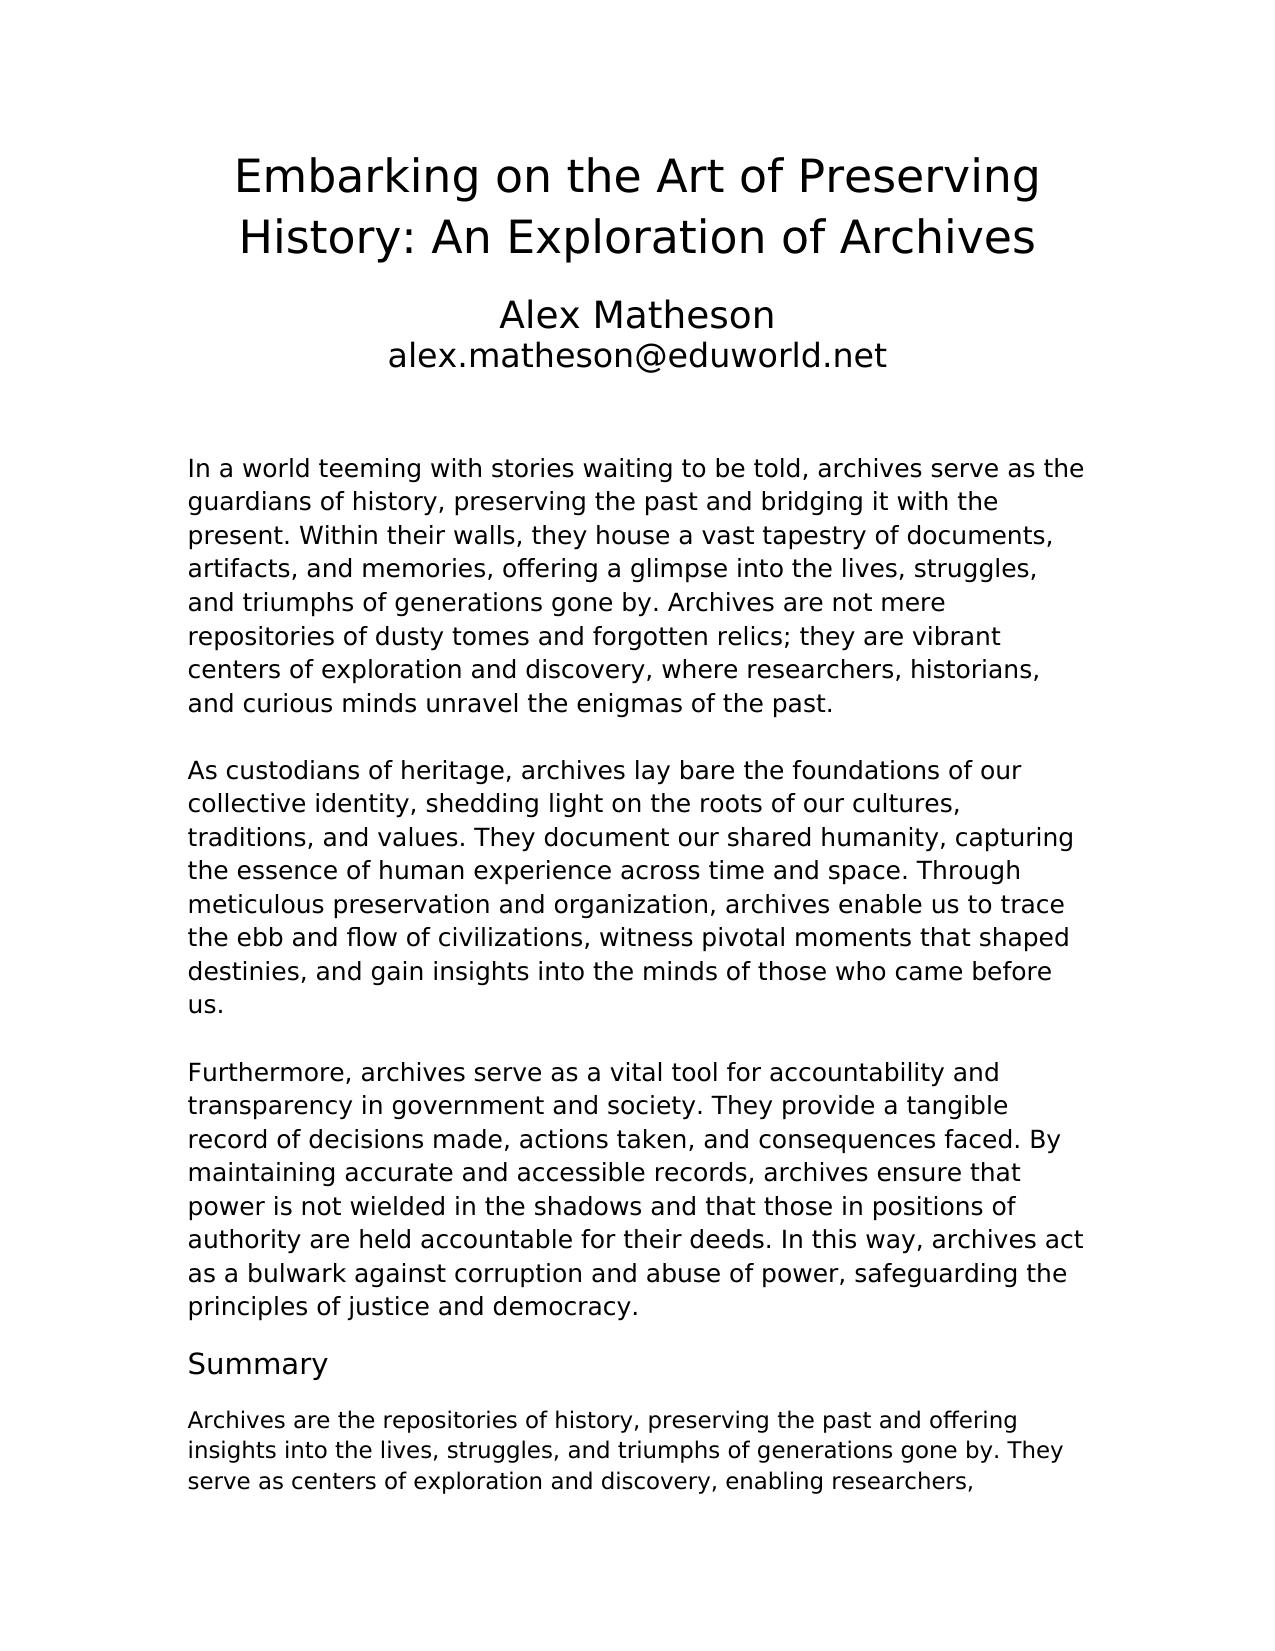 Embarking on the Art of Preserving
History: An Exploration of Archives
Alex Matheson
alex.matheson@eduworld.net
In a world teeming with stories waiting to be told, archives serve as the
guardians of history, preserving the past and bridging it with the
present. Within their walls, they house a vast tapestry of documents,
artifacts, and memories, offering a glimpse into the lives, struggles,
and triumphs of generations gone by. Archives are not mere
repositories of dusty tomes and forgotten relics; they are vibrant
centers of exploration and discovery, where researchers, historians,
and curious minds unravel the enigmas of the past.
As custodians of heritage, archives lay bare the foundations of our
collective identity, shedding light on the roots of our cultures,
traditions, and values. They document our shared humanity, capturing
the essence of human experience across time and space. Through
meticulous preservation and organization, archives enable us to trace
the ebb and flow of civilizations, witness pivotal moments that shaped
destinies, and gain insights into the minds of those who came before
us.
Furthermore, archives serve as a vital tool for accountability and
transparency in government and society. They provide a tangible
record of decisions made, actions taken, and consequences faced. By
maintaining accurate and accessible records, archives ensure that
power is not wielded in the shadows and that those in positions of
authority are held accountable for their deeds. In this way, archives act
as a bulwark against corruption and abuse of power, safeguarding the
principles of justice and democracy.
Summary
Archives are the repositories of history, preserving the past and offering
insights into the lives, struggles, and triumphs of generations gone by. They
serve as centers of exploration and discovery, enabling researchers,